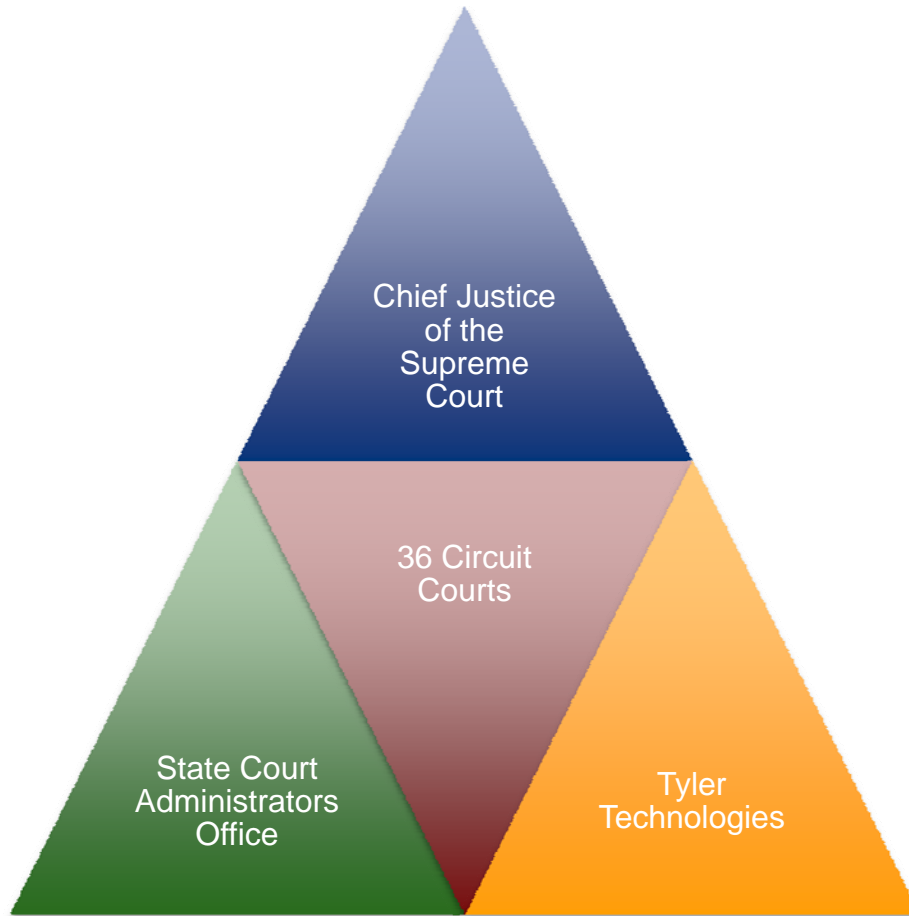 Chief Justice
of the
Supreme
Court
36 Circuit
Courts
State Court
Administrators
Office
Tyler
Technologies